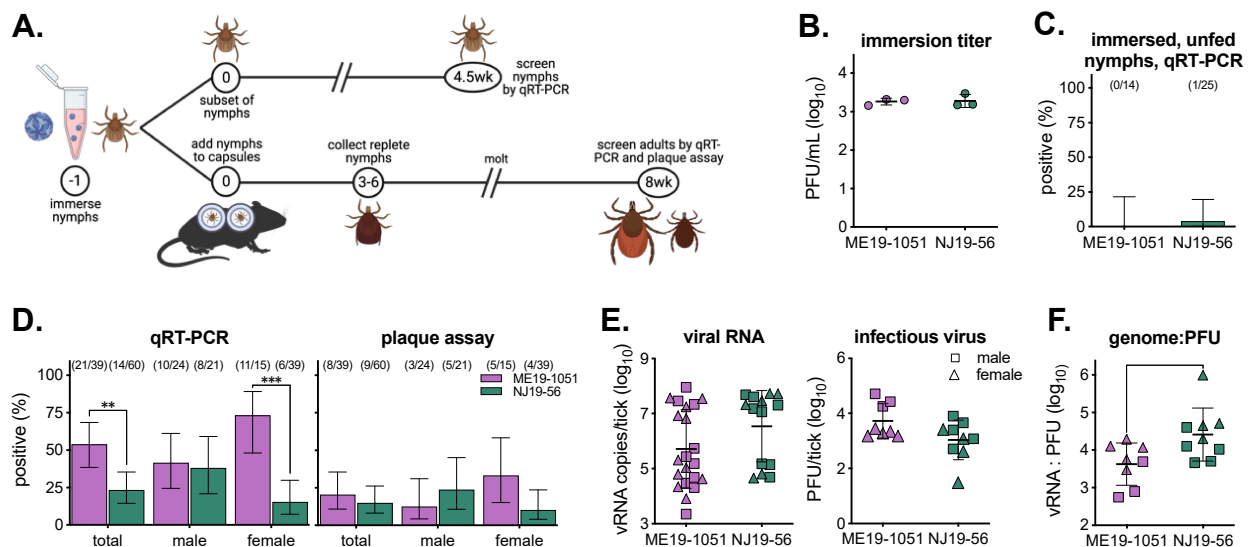 A.
0
subset of
nymphs
4.5wk
screen
nymphs
by qRT-PCR
-1
immerse
nymphs
add nymphs
to capsules
0
collect replete
nymphs
3-6
molt
screen adults by qRT-
PCR and plaque assay
8wk
B.
immersion titer
PFU/mL (log10)
4
3
2
1
0
ME19-1051 NJ19-56
C.
immersed, unfed
nymphs, qRT-PCR
(0/14) (1/25)
positive (%)
100
75
50
25
0
ME19-1051 NJ19-56
D.
qRT-PCR
(21/39) (14/60) (10/24) (8/21) (11/15) (6/39)
positive (%)
100
75
50
25
0
**
***
total male female
plaque assay
(8/39) (9/60) (3/24) (5/21) (5/15) (4/39)
ME19-1051
NJ19-56
total male female
E.
viral RNA
vRNA copies/tick (log10)
9
7
5
3
ME19-1051 NJ19-56
infectious virus
PFU/tick (log10)
6
4
2
0
male
female
ME19-1051 NJ19-56
F.
genome:PFU
vRNA : PFU (log10)
*
6
5
4
3
2
ME19-1051 NJ19-56